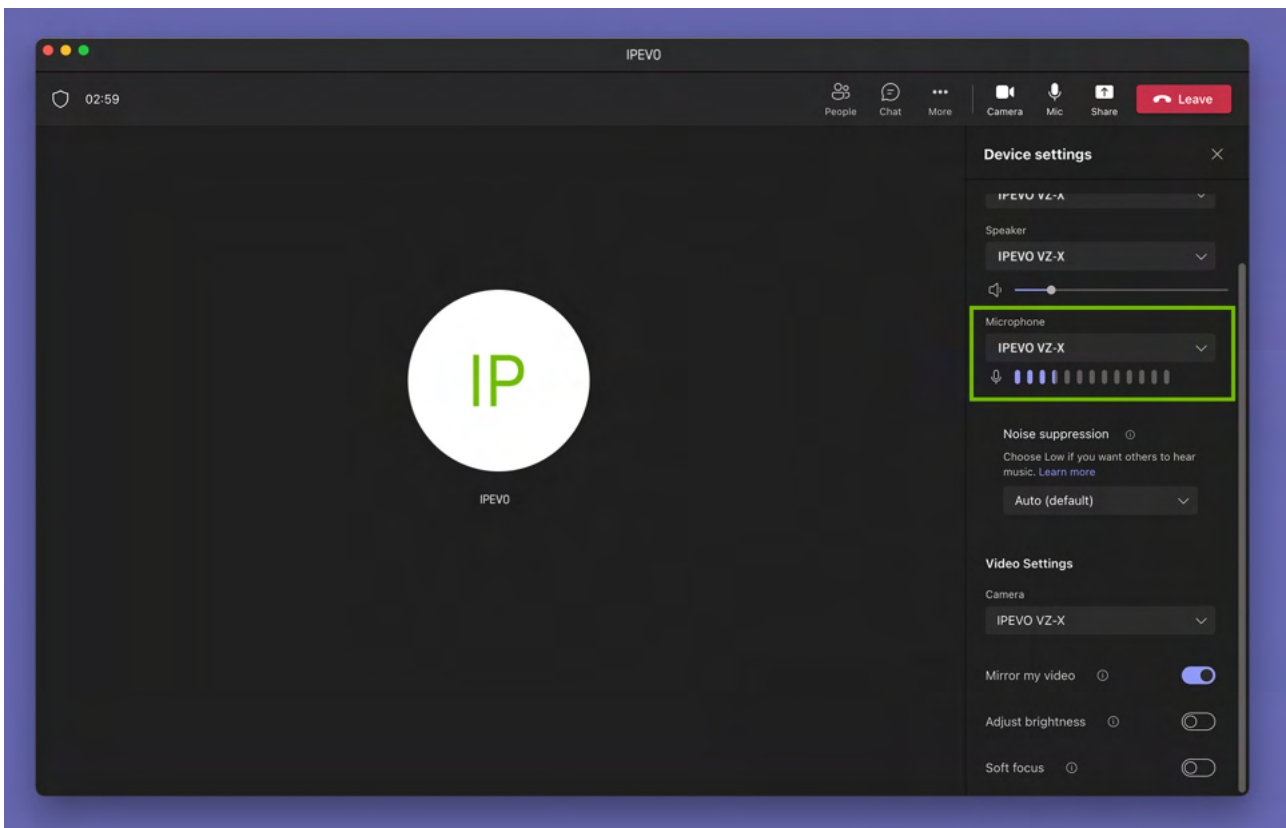 IPEVO
02:59
People
Chat
More
Camera
Mic
Share
Leave
Device settings
IPEVO VZ-X
Speaker
IPEVO VZ-X
Microphone
IPEVO VZ-X
IP
IPEVO
Noise suppression
Choose Low if you want others to hear
music. Learn more
Auto (default)
Video Settings
Camera
IPEVO VZ-X
Mirror my video
Adjust brightness
Soft focus